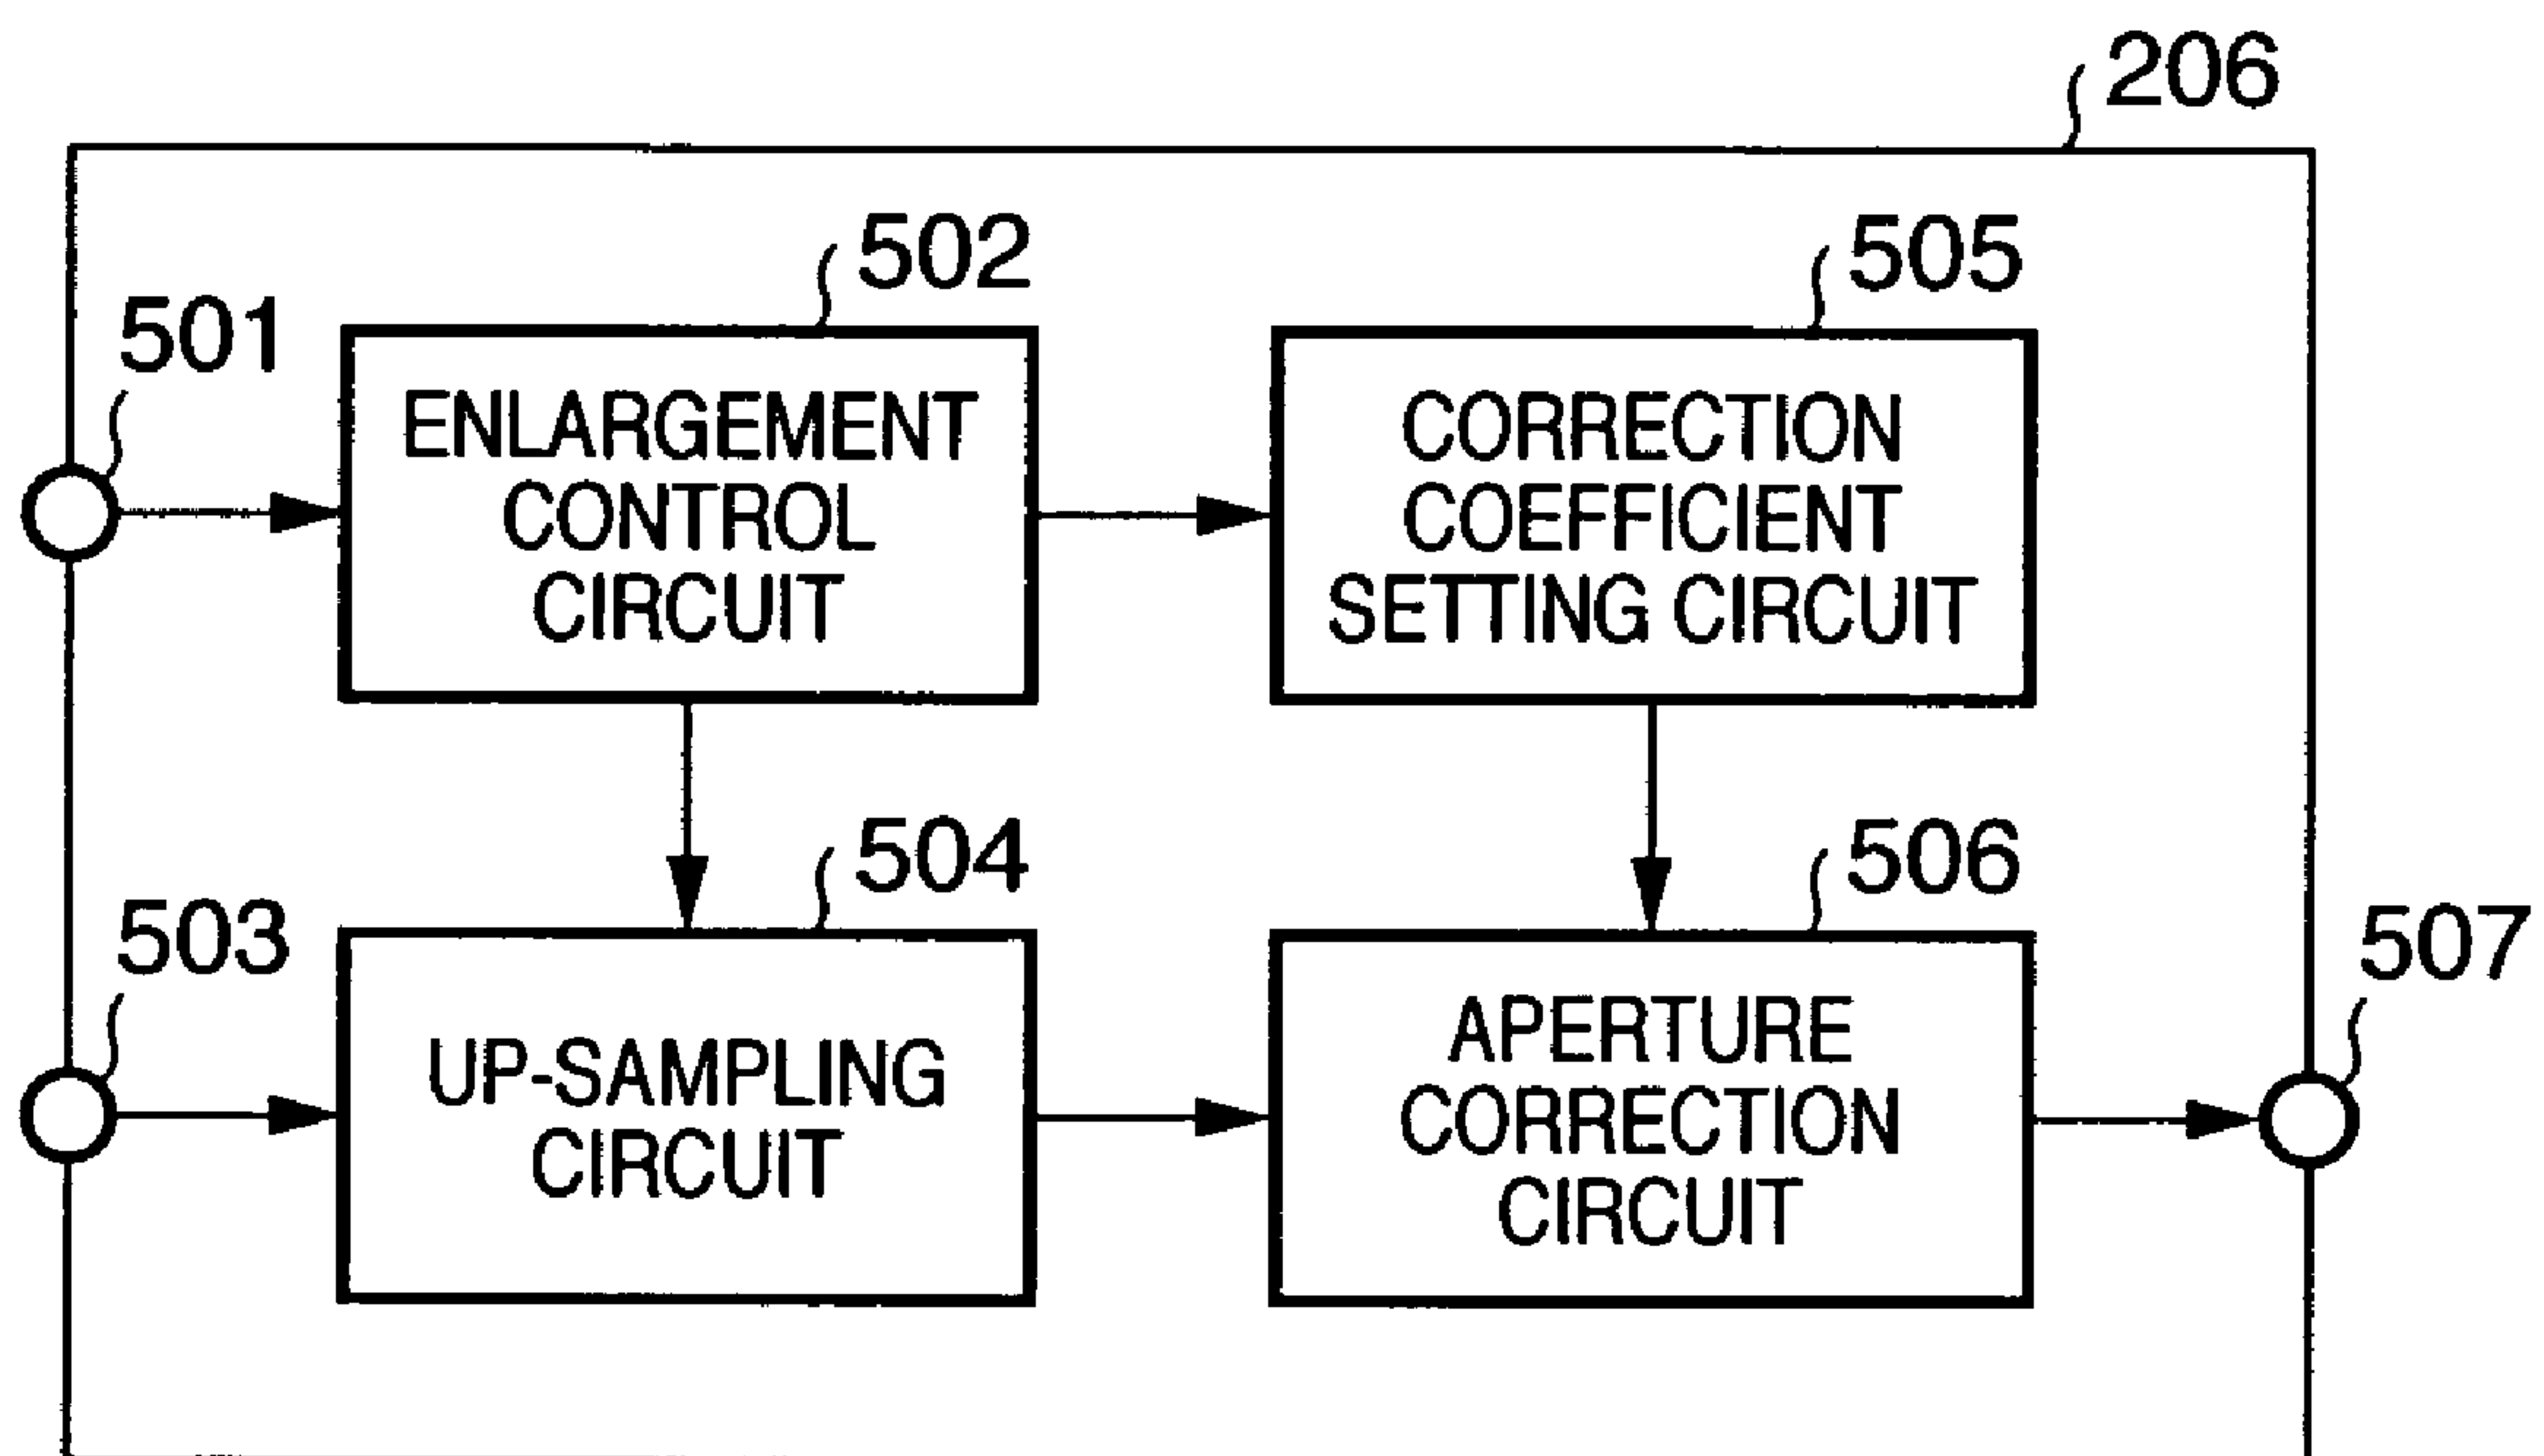 206
502
505
501
ENLARGEMENT
CONTROL
CIRCUIT
CORRECTION
COEFFICIENT
SETTING CIRCUIT
504
506
503
507
UP-SAMPLING
CIRCUIT
APERTURE
CORRECTION
CIRCUIT